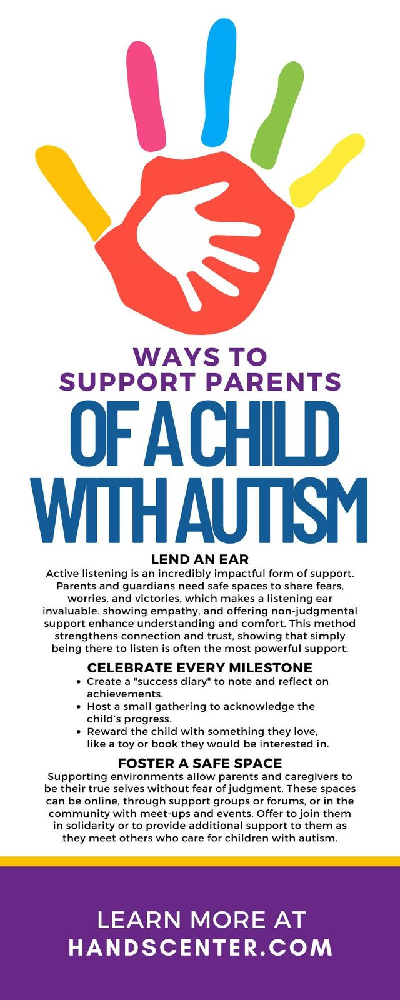 WAYS TO
SUPPORT PARENTS
OF A CHILD
WITH AUTISM
LEND AN EAR
Active listening is an incredibly impactful form of support.
Parents and guardians need safe spaces to share fears,
worries, and victories, which makes a listening ear
invaluable. showing empathy, and offering non-judgmental
support enhance understanding and comfort. This method
strengthens connection and trust, showing that simply
being there to listen is often the most powerful support.
CELEBRATE EVERY MILESTONE
• Create a "success diary" to note and reflect on
achievements.
• Host a small gathering to acknowledge the
child’s progress.
• Reward the child with something they love,
like a toy or book they would be interested in.
FOSTER A SAFE SPACE
Supporting environments allow parents and caregivers to
be their true selves without fear of judgment. These spaces
can be online, through support groups or forums, or in the
community with meet-ups and events. Offer to join them
in solidarity or to provide additional support to them as
they meet others who care for children with autism.
LEARN MORE AT
HANDSCENTER.COM